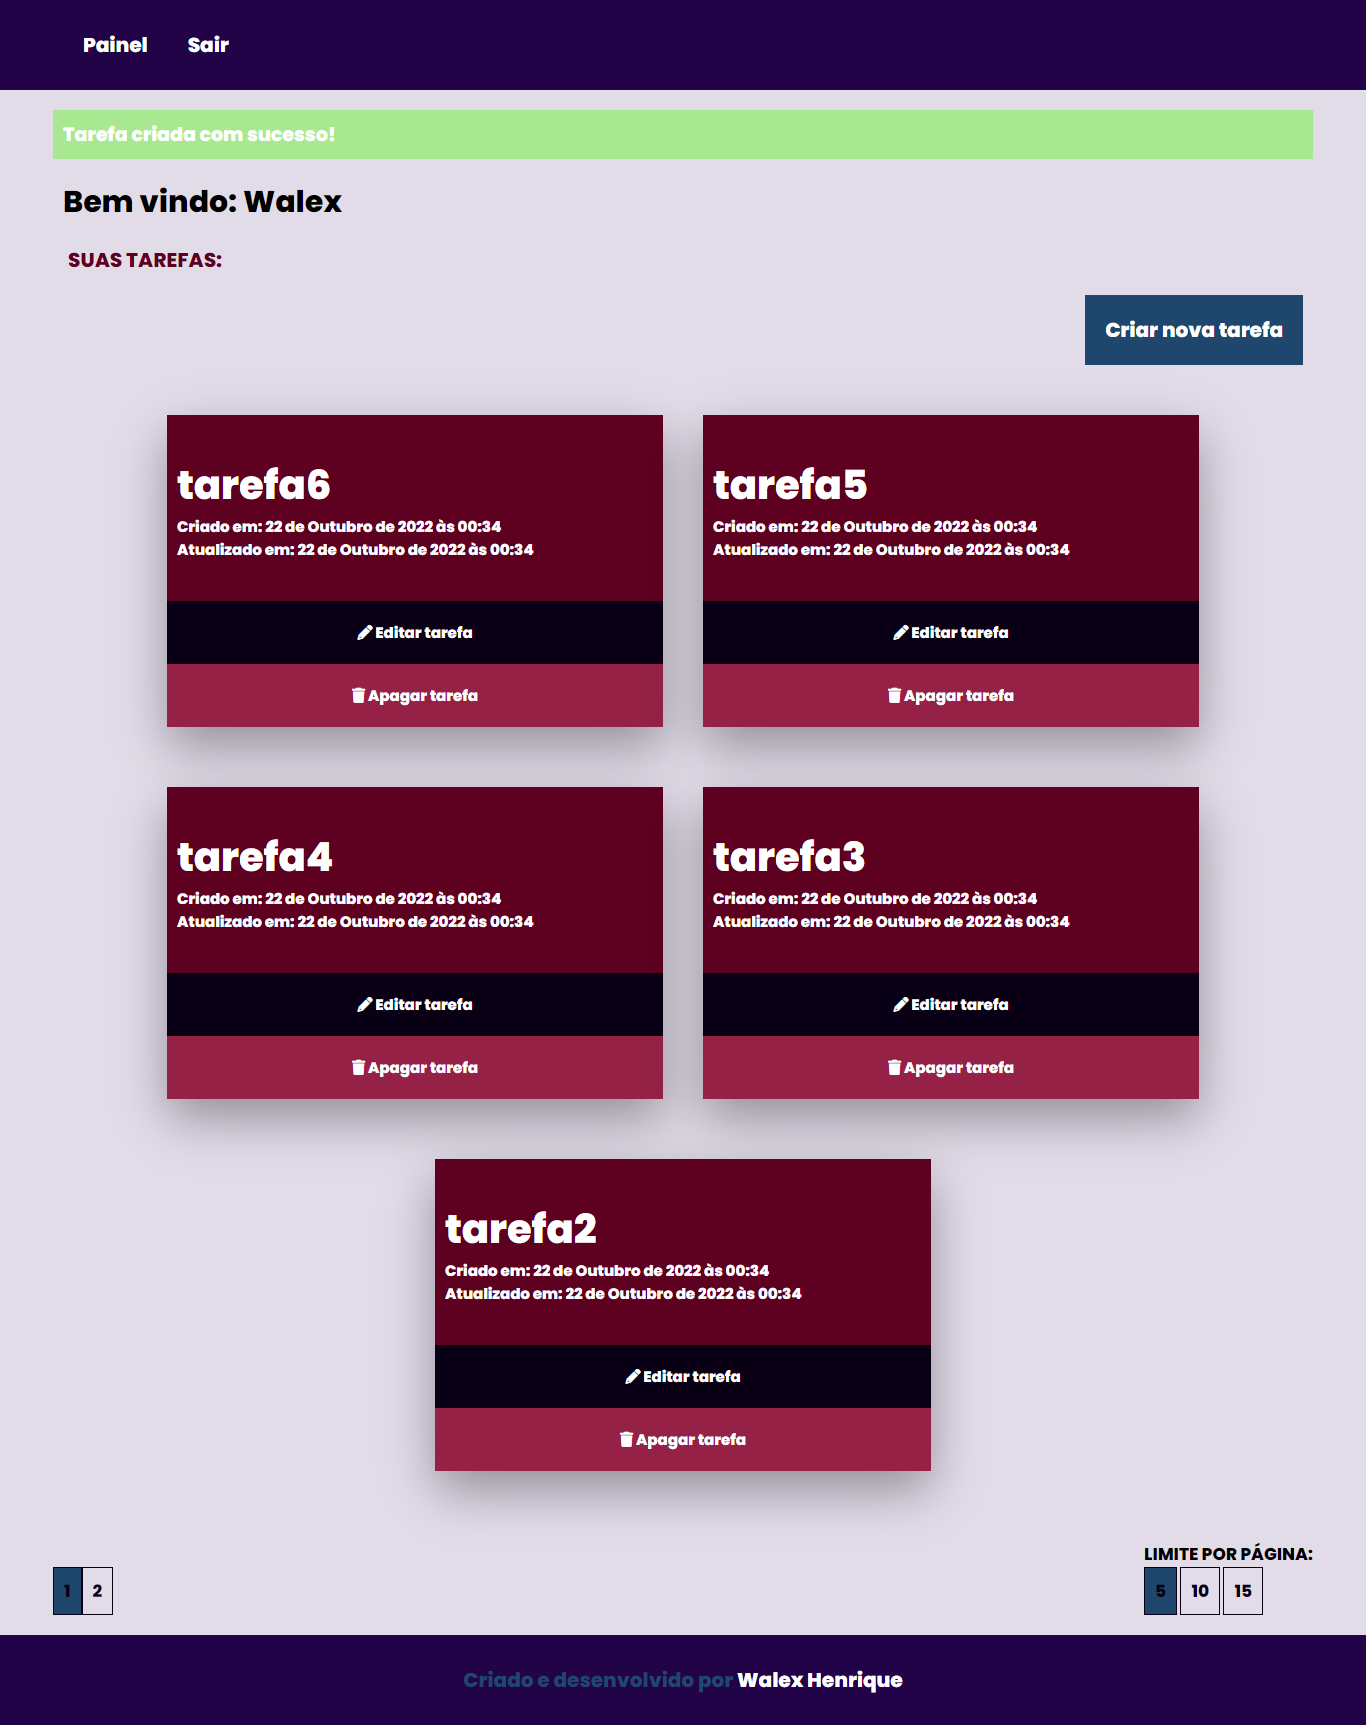 Painel Sair
Tarefa criada com sucesso!
Bem vindo: Walex
SUAS TAREFAS:
Criar nova tarefa
tarefa6
Criado em: 22 de Outubro de 2022 às 00:34
Atualizado em: 22 de Outubro de 2022 às 00:34
Editar tarefa
Apagar tarefa
tarefa5
Criado em: 22 de Outubro de 2022 às 00:34
Atualizado em: 22 de Outubro de 2022 às 00:34
Editar tarefa
Apagar tarefa
tarefa4
Criado em: 22 de Outubro de 2022 às 00:34
Atualizado em: 22 de Outubro de 2022 às 00:34
Editar tarefa
Apagar tarefa
tarefa3
Criado em: 22 de Outubro de 2022 às 00:34
Atualizado em: 22 de Outubro de 2022 às 00:34
Editar tarefa
Apagar tarefa
tarefa2
Criado em: 22 de Outubro de 2022 às 00:34
Atualizado em: 22 de Outubro de 2022 às 00:34
Editar tarefa
Apagar tarefa
1 2
LIMITE POR PÁGINA:
5 10 15
Criado e desenvolvido por Walex Henrique